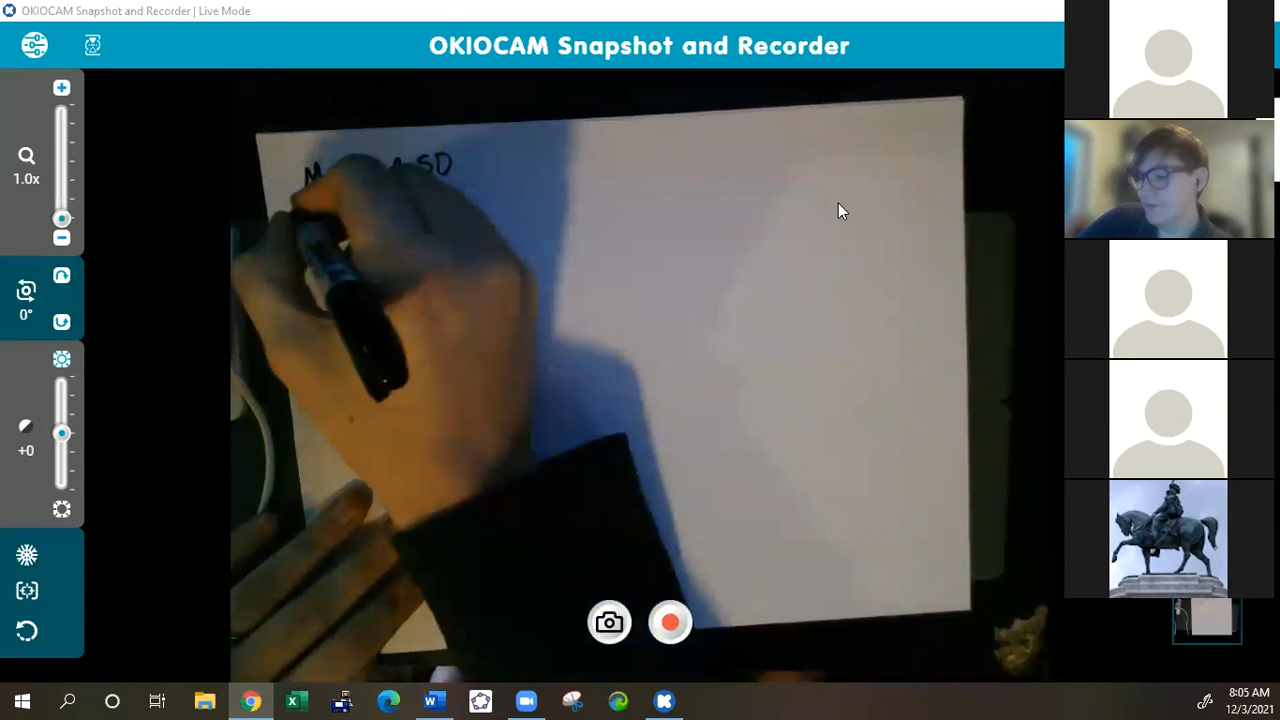 OKIOCAM Snapshot and Recorder | Live Mode
OKIOCAM Snapshot and Recorder
1.0x
0°
+0
SD
8:05 AM
12/3/2021